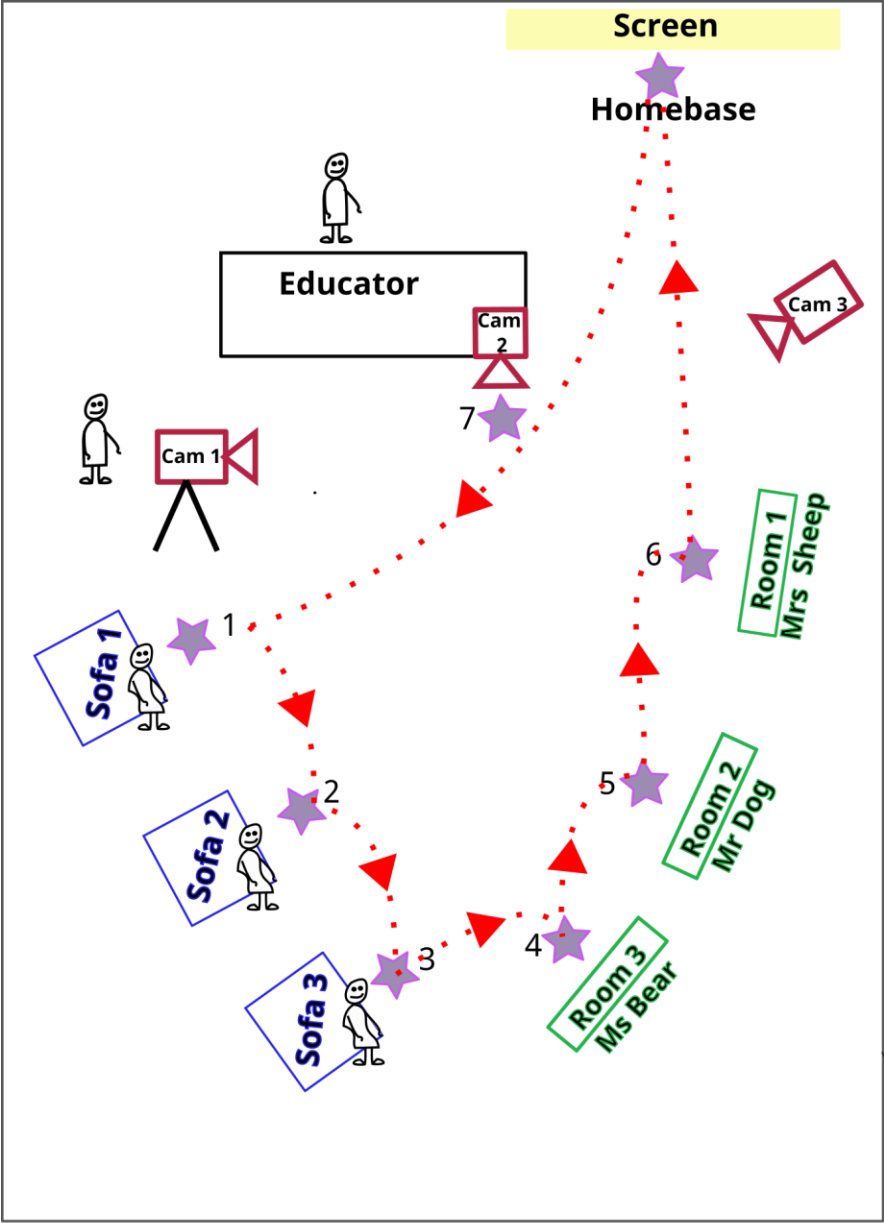 Screen
Homebase
Educator
Cam
2
Cam 3
7
Cam 1
Room 1
Mrs Sheep
6
1
Sofa 1
2
5
Room 2
Mr Dog
Sofa 2
3
4
Room 3
Ms Bear
Sofa 3